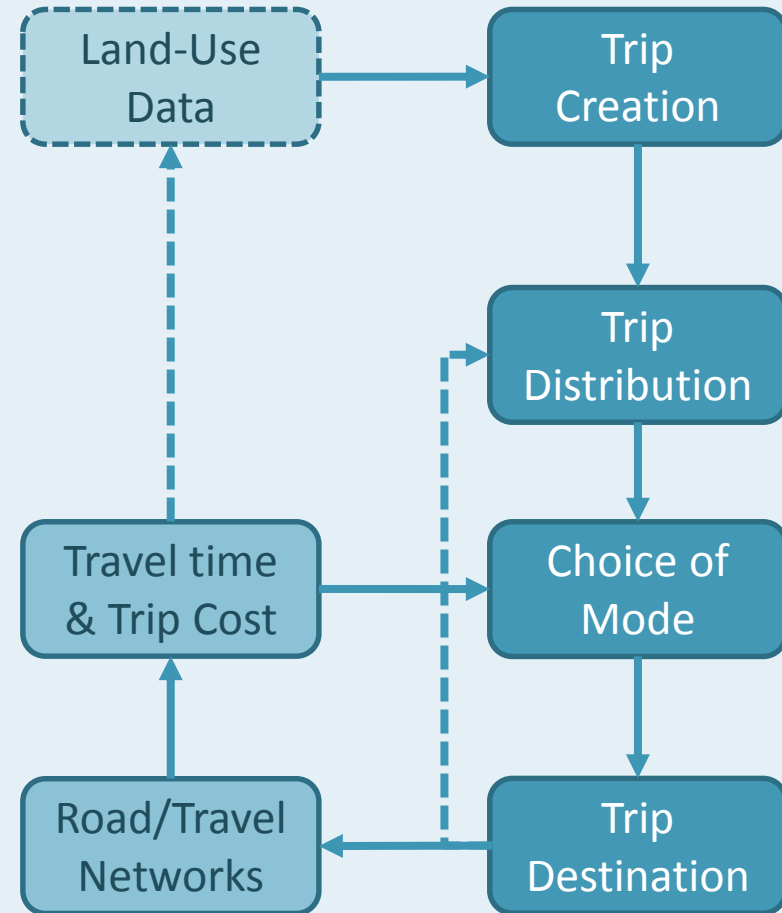 Land-Use
Data
Trip
Creation
Trip
Distribution
Travel time
& Trip Cost
Choice of
Mode
Road/Travel
Networks
Trip
Destination